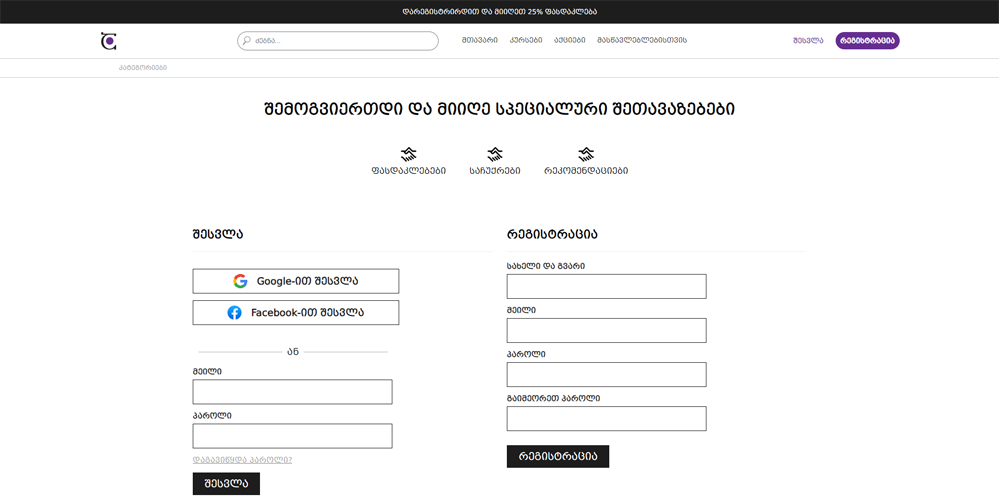 დარეგისტრირდით და მიიღეთ 25% ფასდაკლება
ძებნა...
მთავარი კურსები აქციები მასწავლებლებისთვის
შესვლა რეგისტრაცია
კატეგორიები
შემოგვიერთდი და მიიღე სპეციალური შეთავაზებები
ფასდაკლებები საჩუქრები რეკომენდაციები
შესვლა
Google-ით შესვლა
Facebook-ით შესვლა
ან
მეილი
პაროლი
დაგავიწყდა პაროლი?
შესვლა
რეგისტრაცია
სახელი და გვარი
მეილი
პაროლი
გაიმეორეთ პაროლი
რეგისტრაცია